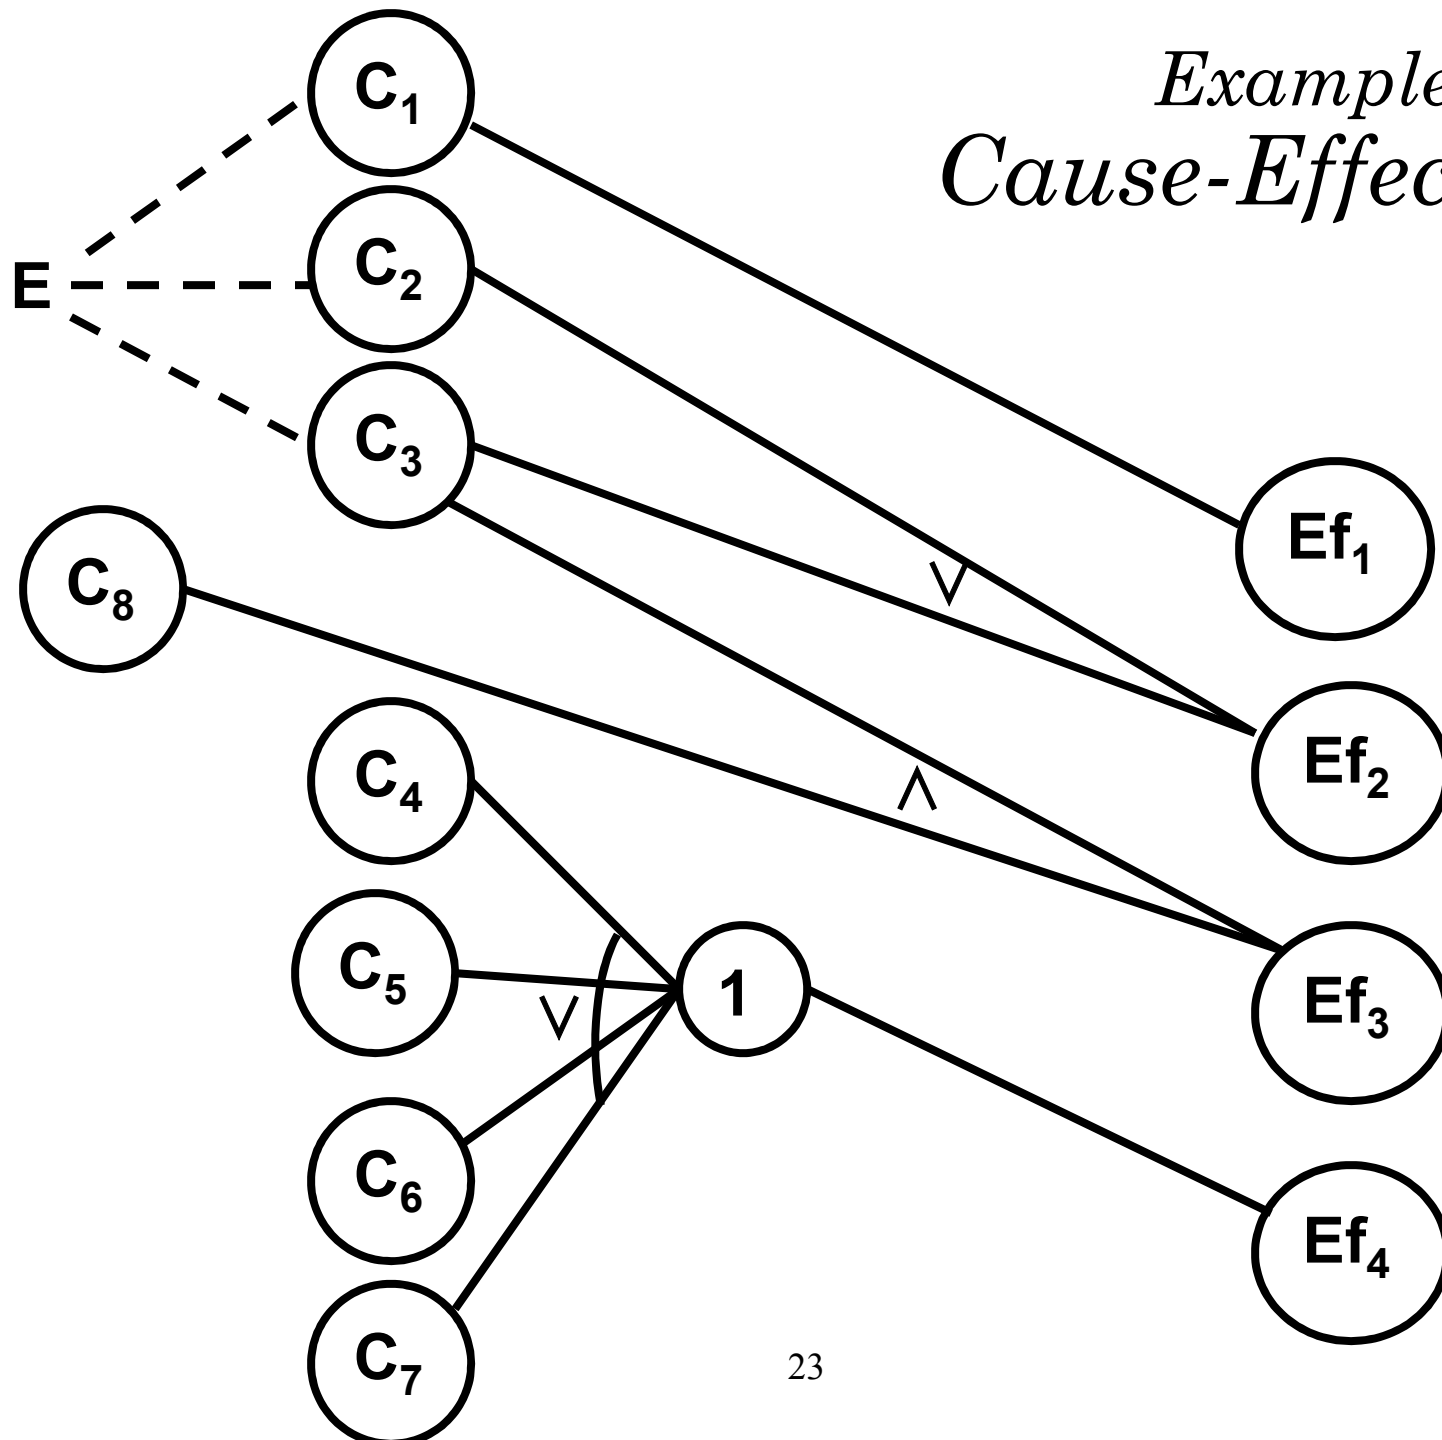 Example
Cause-Effec
C1
C2
E
C3
Ef1
C8
V
Ef2
C4
Λ
C5
V
1
Ef3
C6
Ef4
C7
23